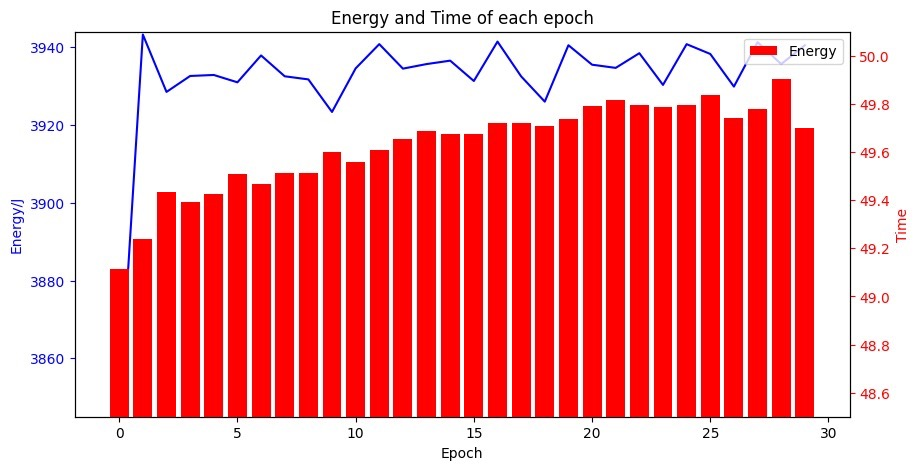 Energy and Time of each epoch
Energy
3940
3920
3900
3880
3860
Energy/J
50.0
49.8
49.6
49.4
49.2
49.0
48.8
48.6
Time
0 5 10 15 20 25 30
Epoch